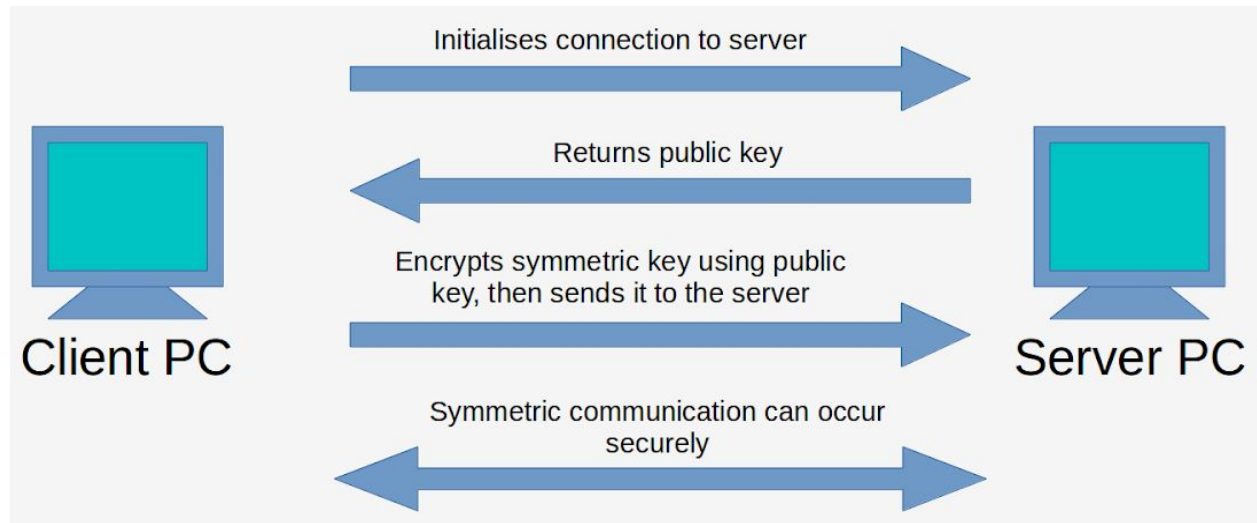 Initialises connection to server
Returns public key
Encrypts symmetric key using public
key, then sends it to the server
Client PC
Server PC
Symmetric communication can occur
securely